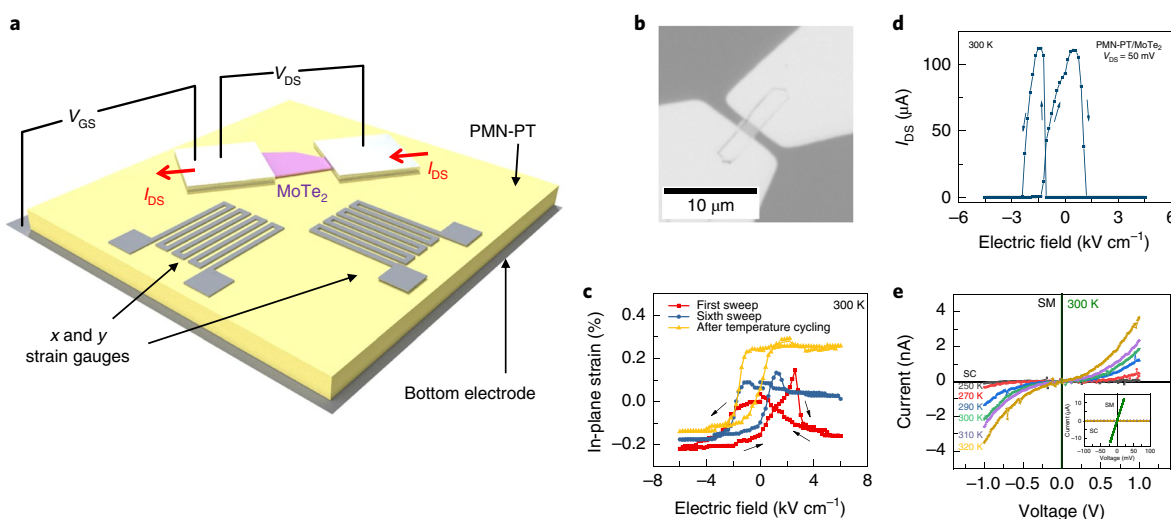 a
V_GS
V_DS
PMN-PT
I_DS
MoTe₂
I_DS
x and y
strain gauges
Bottom electrode
b
10 μm
c
First sweep
Sixth sweep
After temperature cycling
300 K
In-plane strain (%)
0.4
0.2
0.0
−0.2
−8
−4
0
4
8
Electric field (kV cm⁻¹)
d
300 K
PMN-PT/MoTe₂
V_DS = 50 mV
I_DS (μA)
100
50
0
−6
−3
0
3
6
Electric field (kV cm⁻¹)
e
SM
300 K
SC
Current (nA)
4
2
0
−2
−4
250 K
270 K
290 K
300 K
310 K
320 K
−1.0
−0.5
0.0
0.5
1.0
Voltage (V)
Current (μA)
10
0
−10
SM
SC
−100
−50
0
50
100
Voltage (mV)